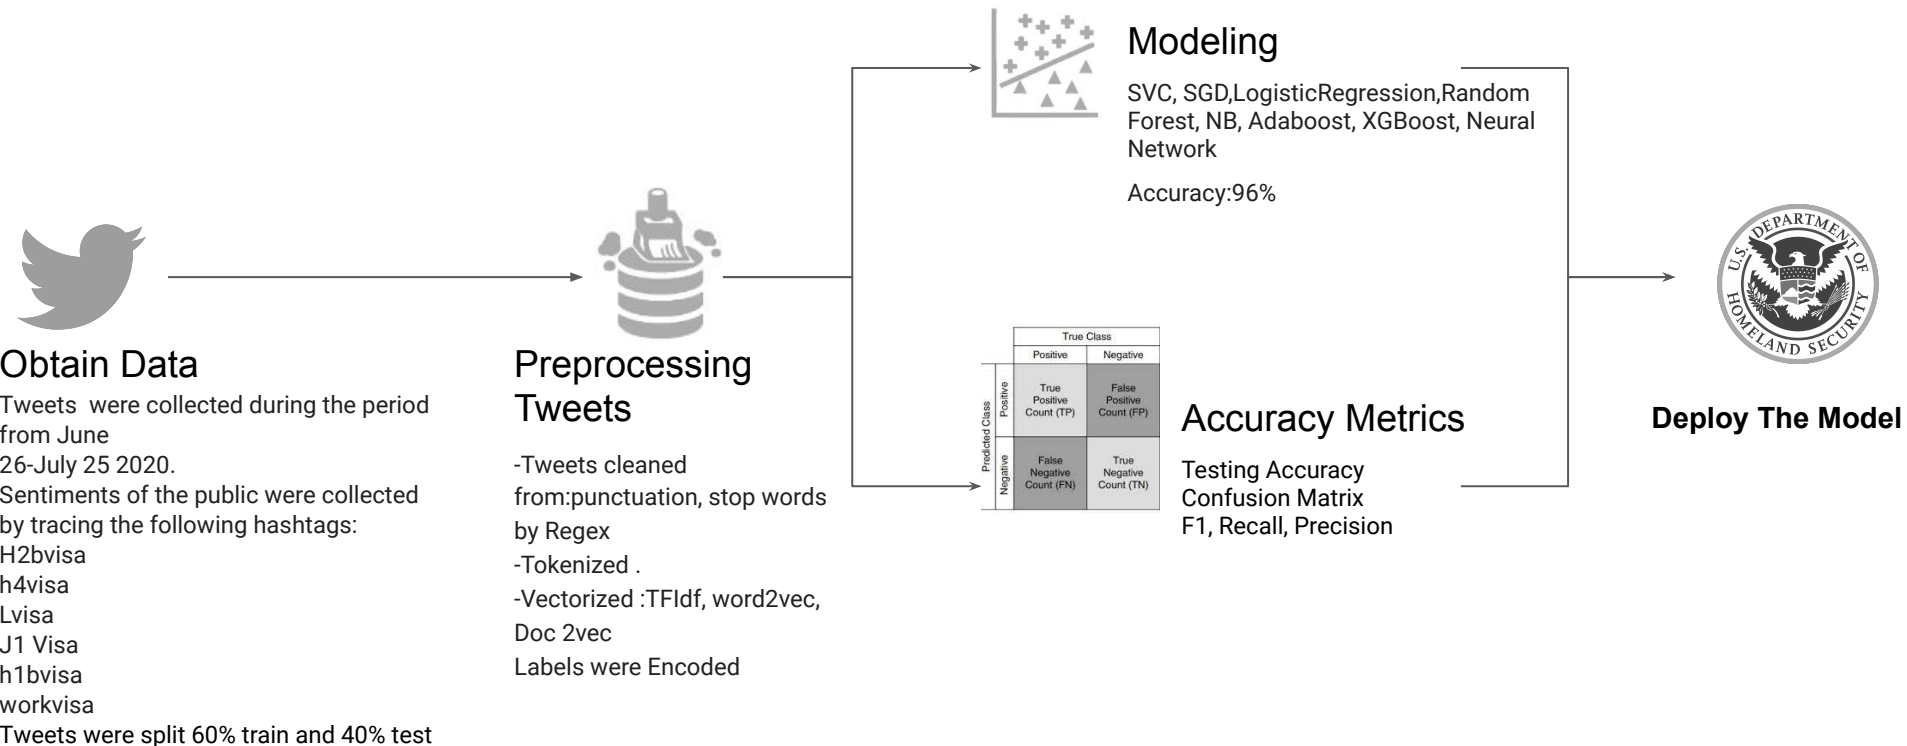 Modeling
SVC, SGD,LogisticRegression,Random
Forest, NB, Adaboost, XGBoost, Neural
Network
Accuracy:96%
Obtain Data
Tweets were collected during the period
from June
26-July 25 2020.
Sentiments of the public were collected
by tracing the following hashtags:
H2bvisa
h4visa
Lvisa
J1 Visa
h1bvisa
workvisa
Tweets were split 60% train and 40% test
Preprocessing
Tweets
-Tweets cleaned
from:punctuation, stop words
by Regex
-Tokenized .
-Vectorized :TFIdf, word2vec,
Doc 2vec
Labels were Encoded
True Class
Positive Negative
Predicted Class
Positive
True
Positive
Count (TP)
False
Positive
Count (FP)
Negative
False
Negative
Count (FN)
True
Negative
Count (TN)
Accuracy Metrics
Testing Accuracy
Confusion Matrix
F1, Recall, Precision
U.S. DEPARTMENT OF
HOMELAND SECURITY
Deploy The Model